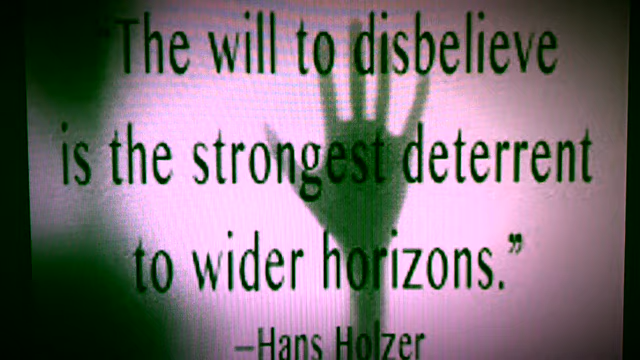 "The will to disbelieve
is the strongest deterrent
to wider horizons."
—Hans Holzer